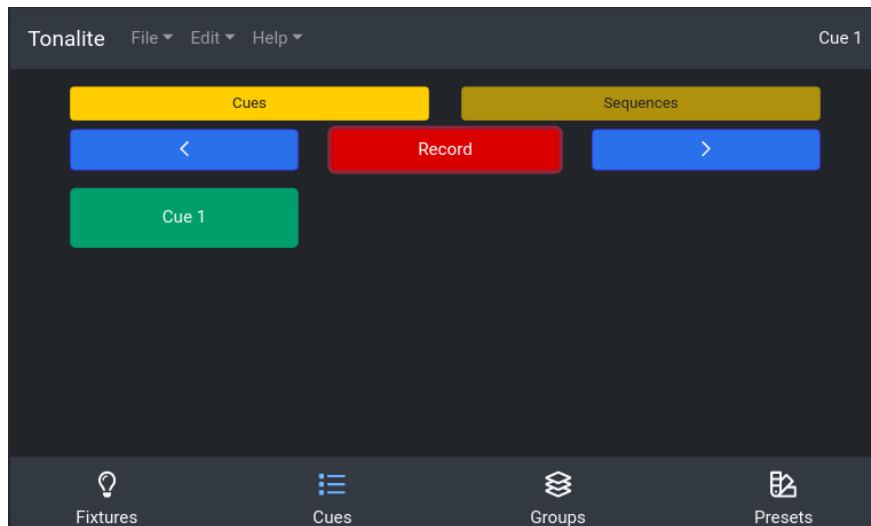 Tonalite File Edit Help Cue 1
Cues Sequences
< Record >
Cue 1
Fixtures Cues Groups Presets